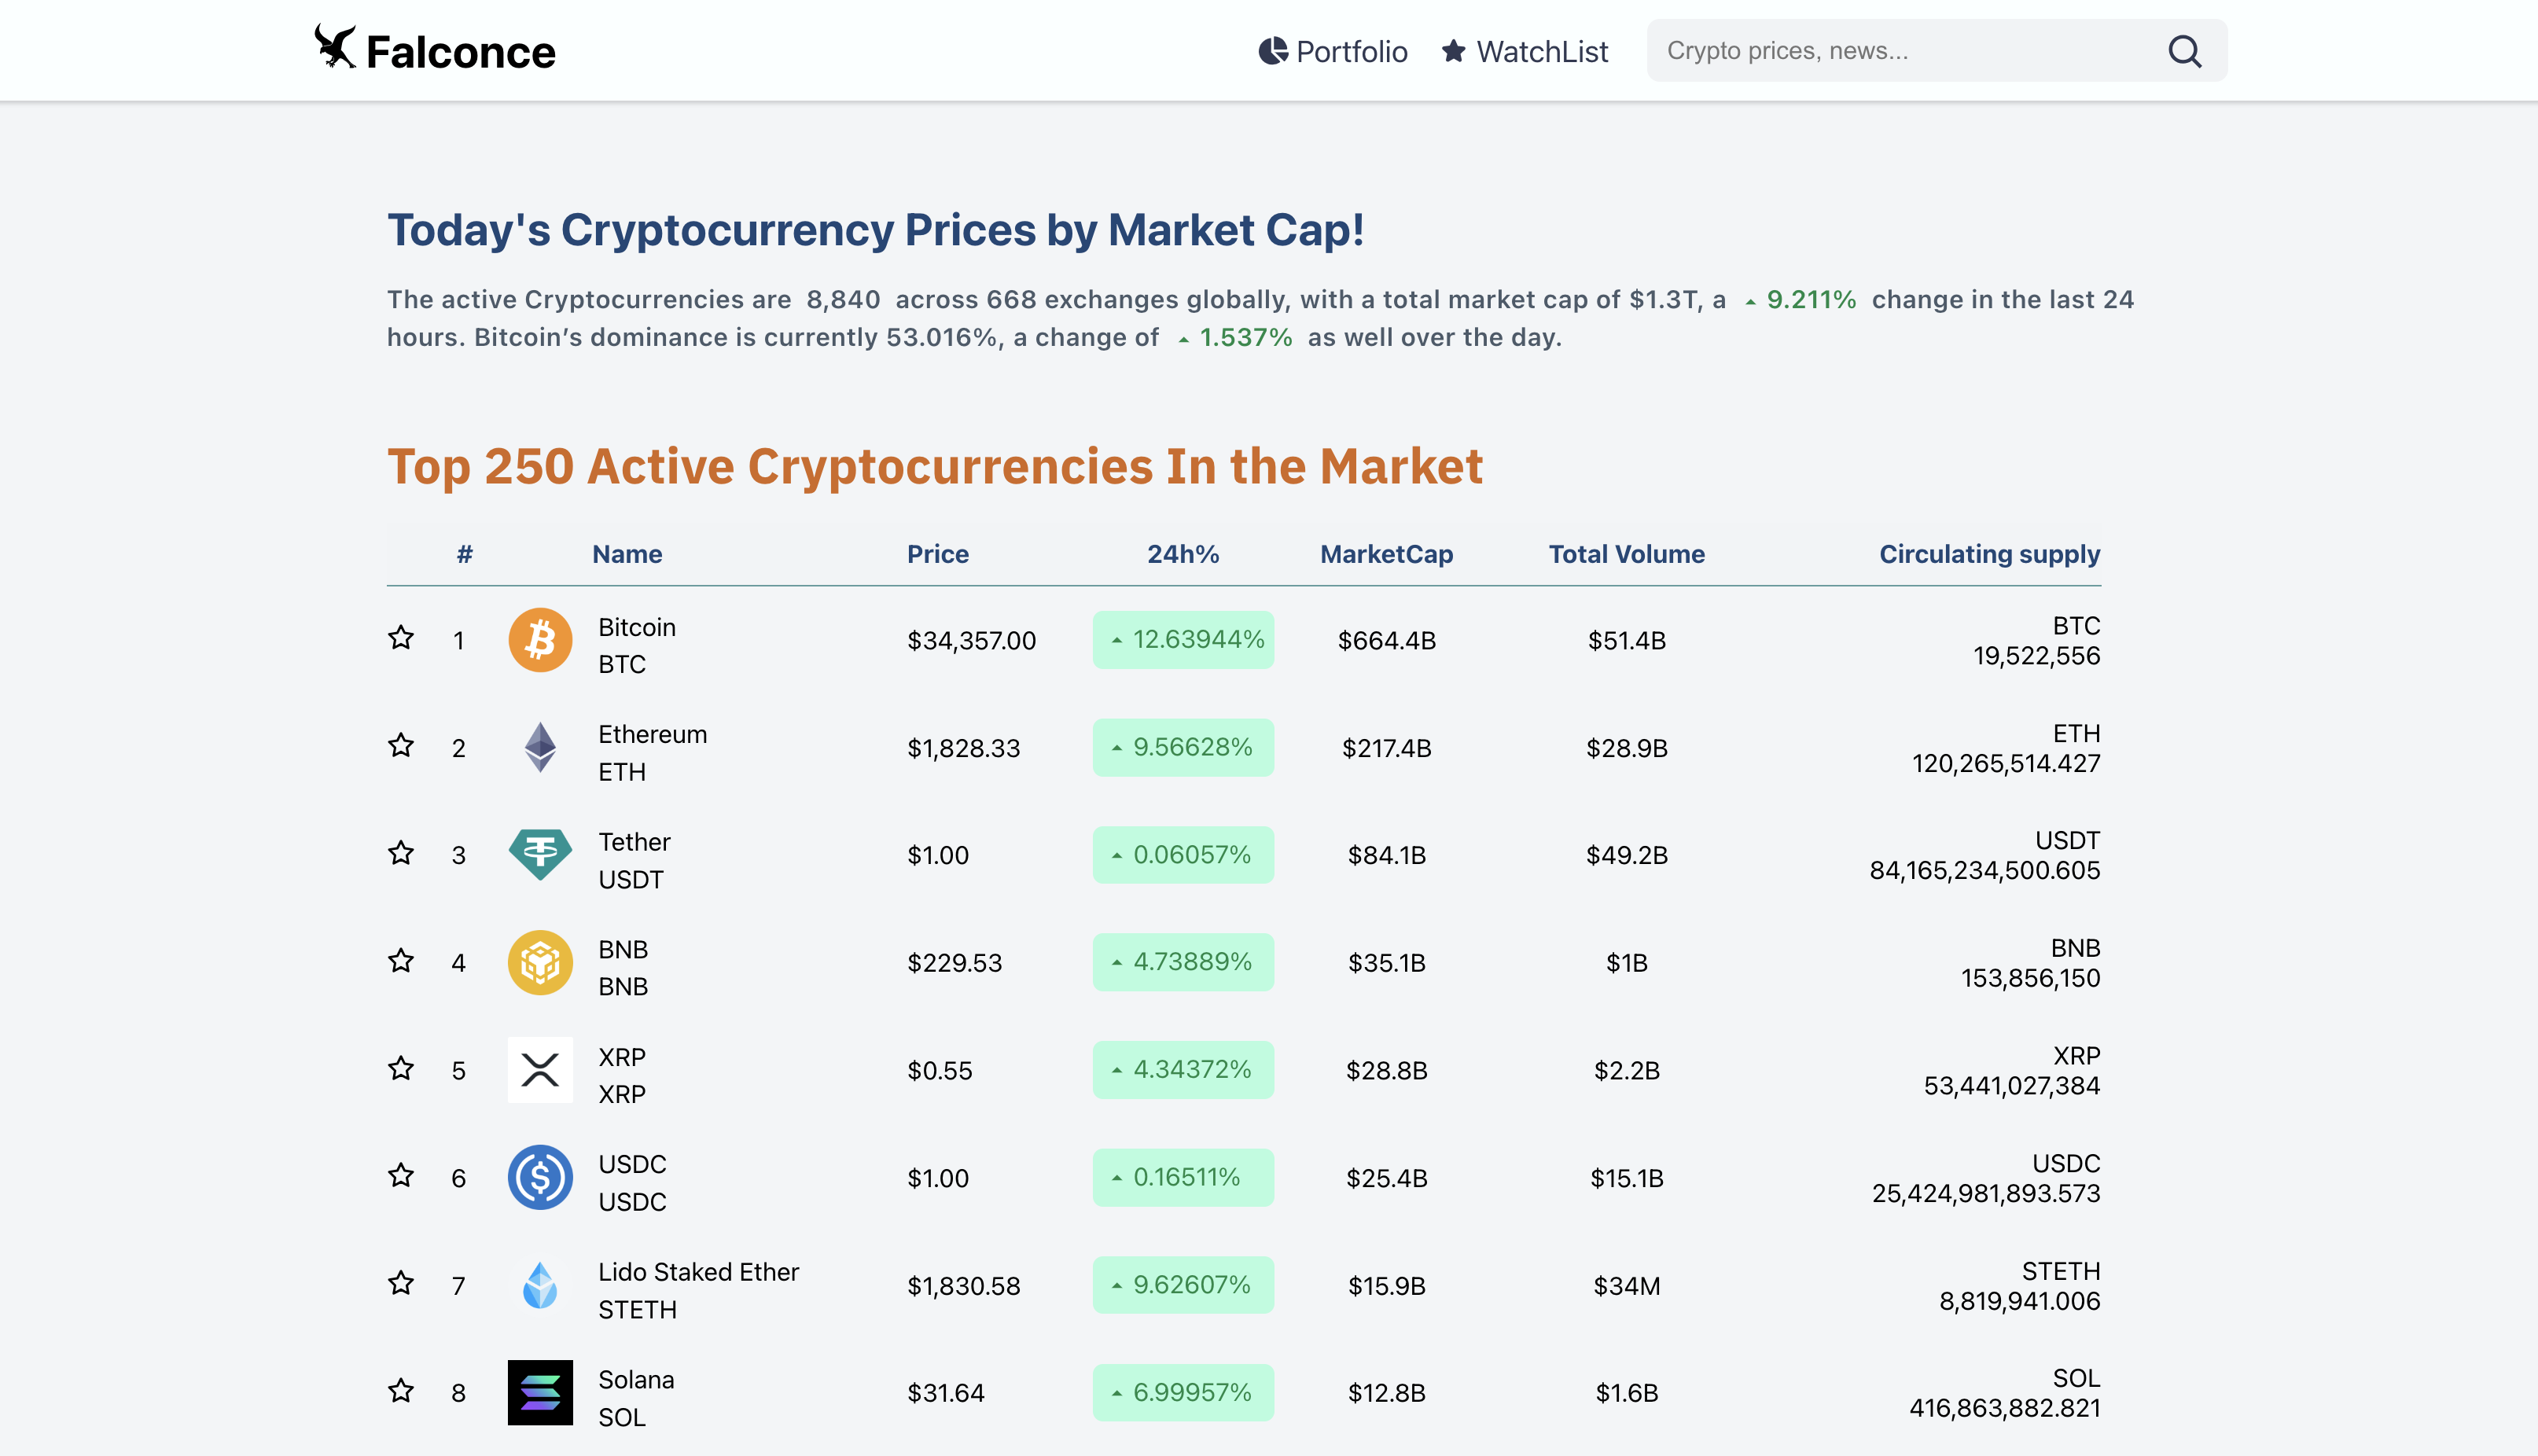 Falconce
Portfolio
WatchList
Crypto prices, news...
Today's Cryptocurrency Prices by Market Cap!
The active Cryptocurrencies are 8,840 across 668 exchanges globally, with a total market cap of $1.3T, a 9.211% change in the last 24
hours. Bitcoin’s dominance is currently 53.016%, a change of 1.537% as well over the day.
Top 250 Active Cryptocurrencies In the Market
# Name Price 24h% MarketCap Total Volume Circulating supply
1 Bitcoin BTC $34,357.00 12.63944% $664.4B $51.4B BTC 19,522,556
2 Ethereum ETH $1,828.33 9.56628% $217.4B $28.9B ETH 120,265,514.427
3 Tether USDT $1.00 0.06057% $84.1B $49.2B USDT 84,165,234,500.605
4 BNB BNB $229.53 4.73889% $35.1B $1B BNB 153,856,150
5 XRP XRP $0.55 4.34372% $28.8B $2.2B XRP 53,441,027,384
6 USDC USDC $1.00 0.16511% $25.4B $15.1B USDC 25,424,981,893.573
7 Lido Staked Ether STETH $1,830.58 9.62607% $15.9B $34M STETH 8,819,941.006
8 Solana SOL $31.64 6.99957% $12.8B $1.6B SOL 416,863,882.821